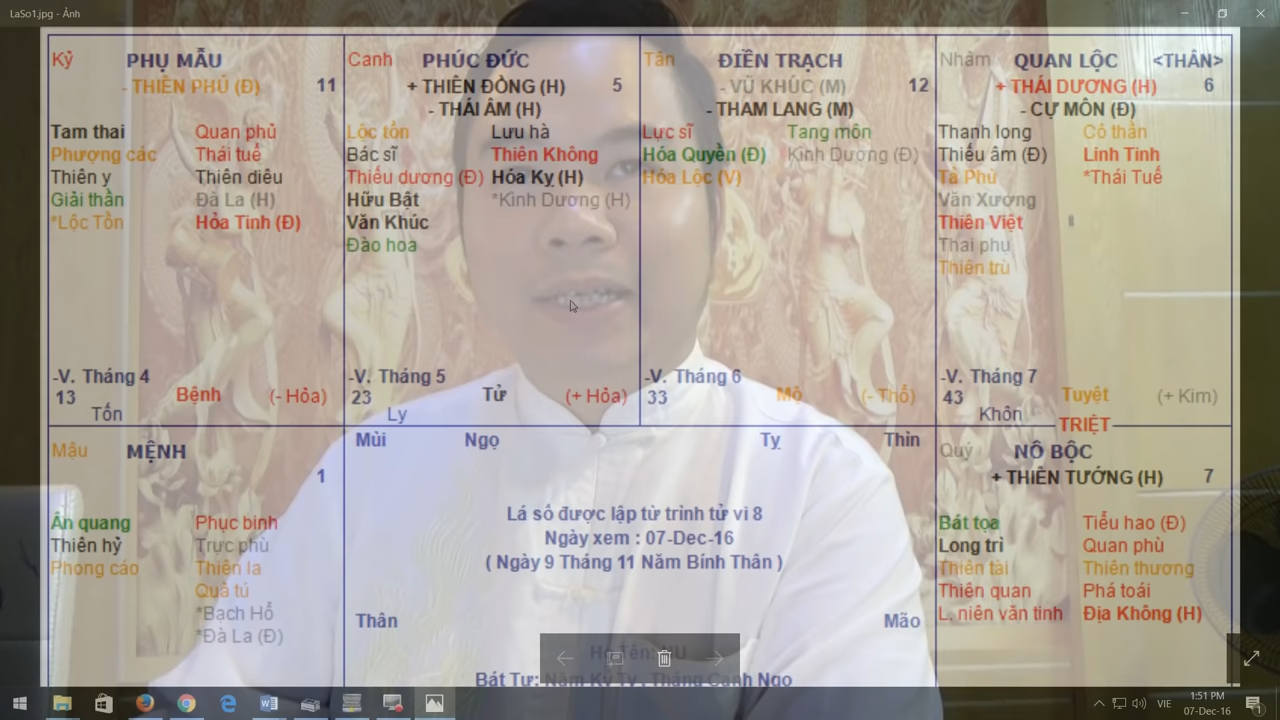 LaSo1.jpg - Ảnh
Kỷ PHỤ MẪU
- THIÊN PHỦ (Đ) 11
Tam thai Quan phủ
Phượng các Thái tuế
Thiên y Thiên diêu
Giải thần Đà La (H)
*Lộc Tồn Hỏa Tinh (Đ)
-V. Tháng 4
13 Bệnh (- Hỏa)
Tốn
Canh PHÚC ĐỨC
+ THIÊN ĐỒNG (H) 5
- THÁI ÂM (H)
Lộc tồn Lưu hà
Bác sĩ Thiên Không
Thiếu dương (Đ) Hóa Kỵ (H)
Hữu Bật *Kình Dương (H)
Văn Khúc
Đào hoa
-V. Tháng 5
23 Tử (+ Hỏa)
Ly
Tân ĐIỀN TRẠCH
- VŨ KHÚC (M) 12
- THAM LANG (M)
Lực sĩ Tang môn
Hóa Quyền (Đ) Kình Dương (Đ)
Hóa Lộc (V)
-V. Tháng 6
33 Mộ (- Thổ)
Nhâm QUAN LỘC <THÂN>
+ THÁI DƯƠNG (H) 6
- CỰ MÔN (Đ)
Thanh long Cô thần
Thiếu âm (Đ) Linh Tinh
Tả Phù *Thái Tuế
Văn Xương
Thiên Việt
Thai phụ
Thiên trù
-V. Tháng 7
43 Tuyệt (+ Kim)
Khôn
TRIỆT
Mậu MỆNH
1
Ân quang Phục binh
Thiên hỷ Trực phù
Phong cáo Thiên la
Quả tú
*Bạch Hổ
*Đà La (Đ)
Mùi Ngọ Tỵ Thìn
Lá số được lập từ trình tử vi 8
Ngày xem : 07-Dec-16
( Ngày 9 Tháng 11 Năm Bính Thân )
Thân Mão
Bát Tự: Năm Kỷ Tỵ , Tháng Canh Ngọ
Quý NÔ BỘC
+ THIÊN TƯỚNG (H) 7
Bát tọa Tiểu hao (Đ)
Long trì Quan phù
Thiên tài Thiên thương
Thiên quan Phá toái
L. niên văn tinh Địa Không (H)
VIE
1:51 PM
07-Dec-16